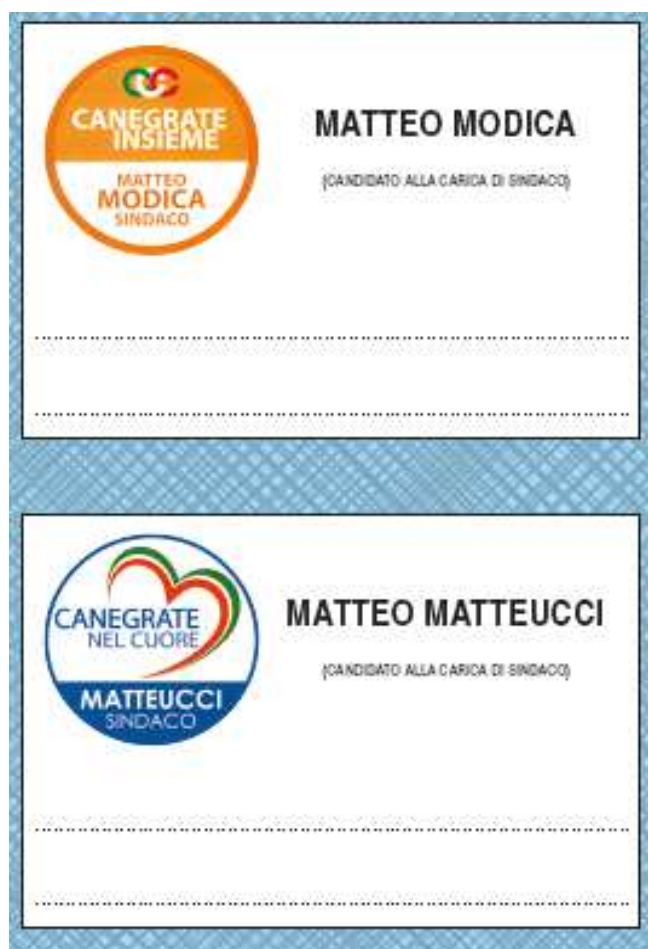 CANEGRATE
INSIEME
MATTEO
MODICA
SINDACO
MATTEO MODICA
(CANDIDATO ALLA CARICA DI SINDACO)
CANEGRATE
NEL CUORE
MATTEUCCI
SINDACO
MATTEO MATTEUCCI
(CANDIDATO ALLA CARICA DI SINDACO)